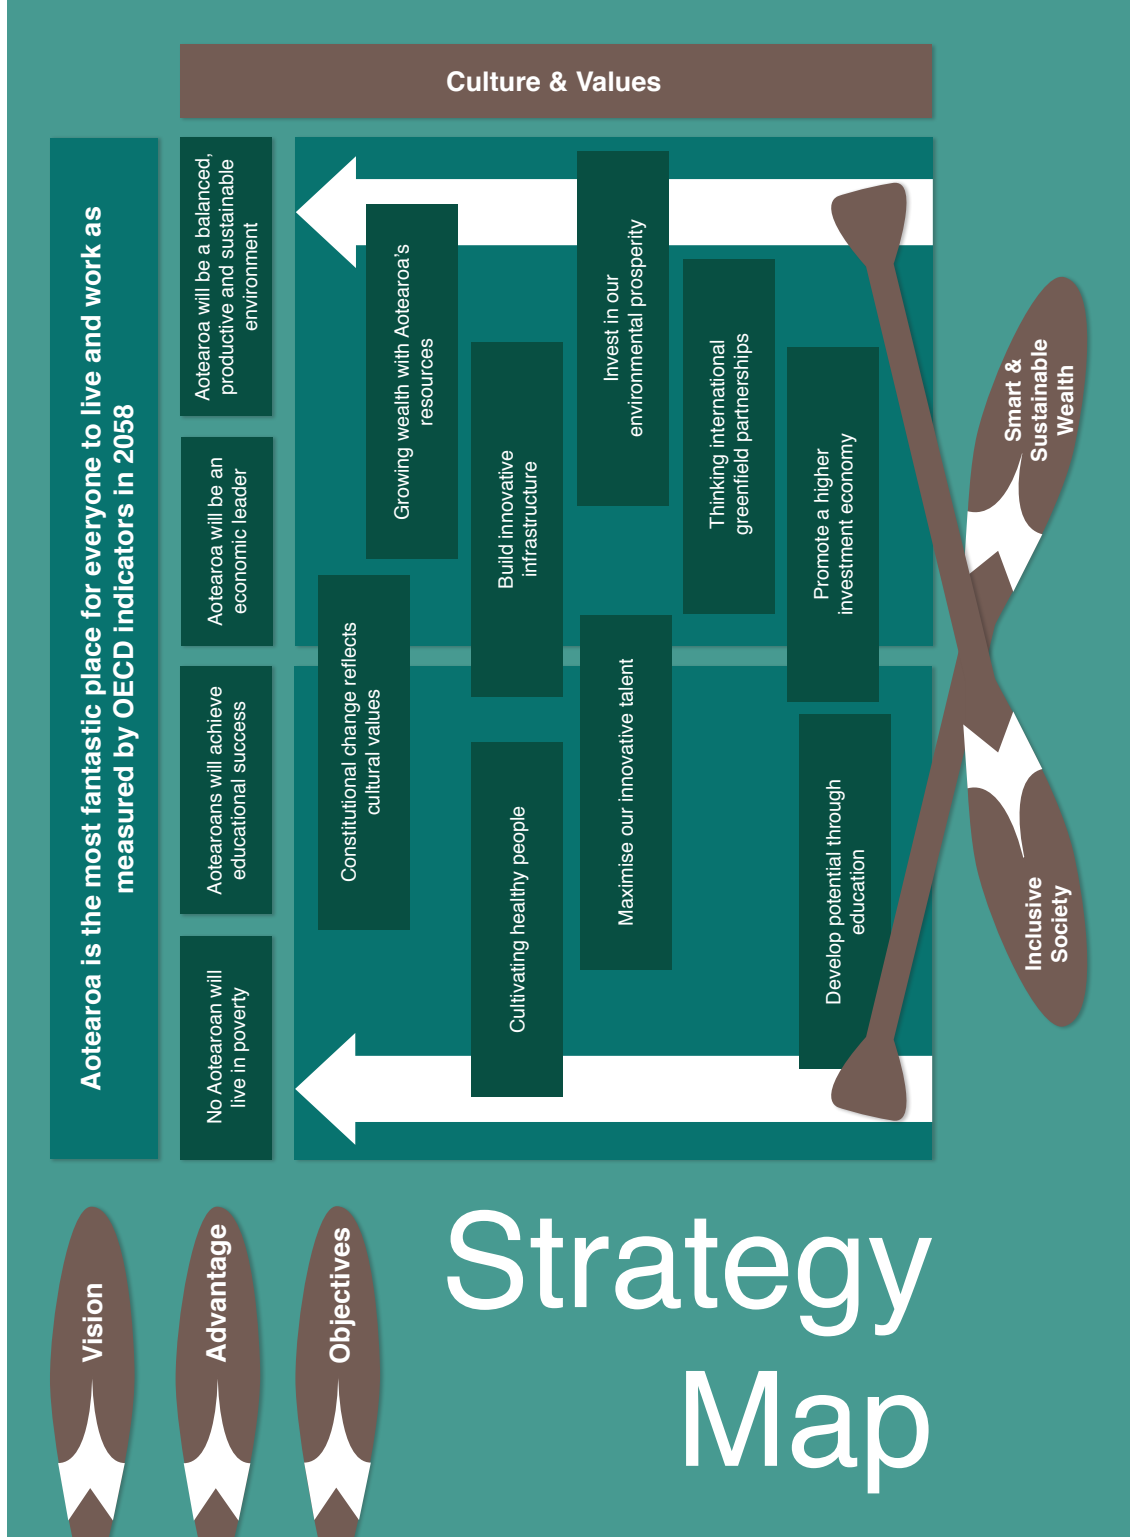 Culture & Values
Vision
Aotearoa is the most fantastic place for everyone to live and work as
measured by OECD indicators in 2058
Advantage
No Aotearoan will
live in poverty
Aotearoans will achieve
educational success
Aotearoa will be an
economic leader
Aotearoa will be a balanced,
productive and sustainable
environment
Objectives
Constitutional change reflects
cultural values
Growing wealth with Aotearoa's
resources
Cultivating healthy people
Build innovative
infrastructure
Maximise our innovative talent
Invest in our
environmental prosperity
Thinking international
greenfield partnerships
Develop potential through
education
Promote a higher
investment economy
Inclusive
Society
Smart &
Sustainable
Wealth
Strategy
Map